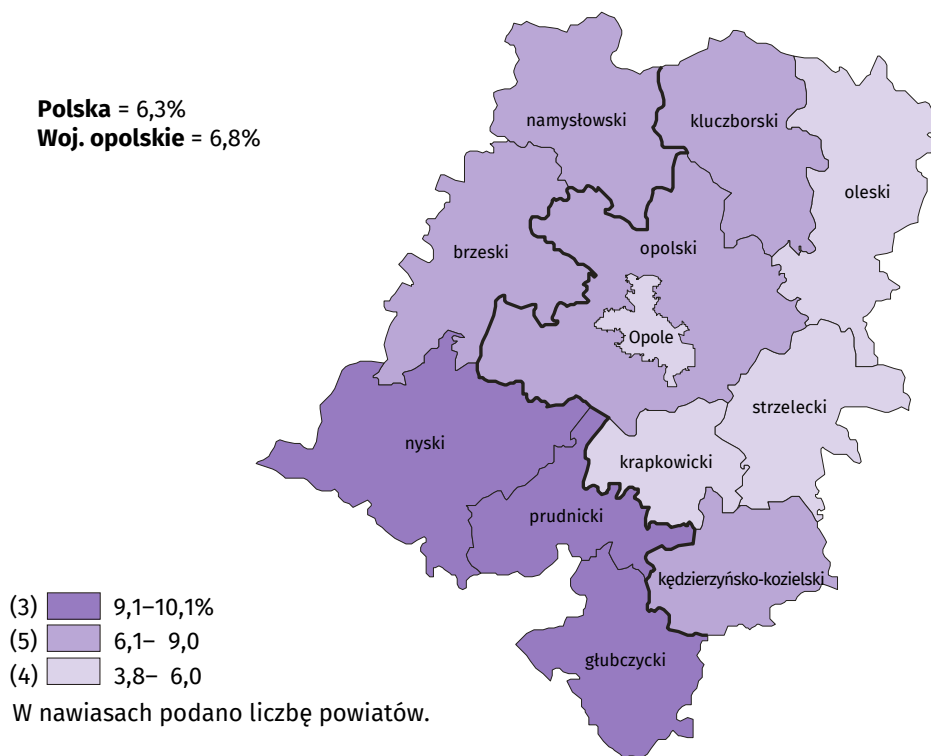 Polska = 6,3%
Woj. opolskie = 6,8%
namysłowski
kluczborski
oleski
brzeski
opolski
Opole
strzelecki
nyski
krapkowicki
prudnicki
kędzierzyńsko-kozielski
głubczycki
(3) 9,1–10,1%
(5) 6,1– 9,0
(4) 3,8– 6,0
W nawiasach podano liczbę powiatów.